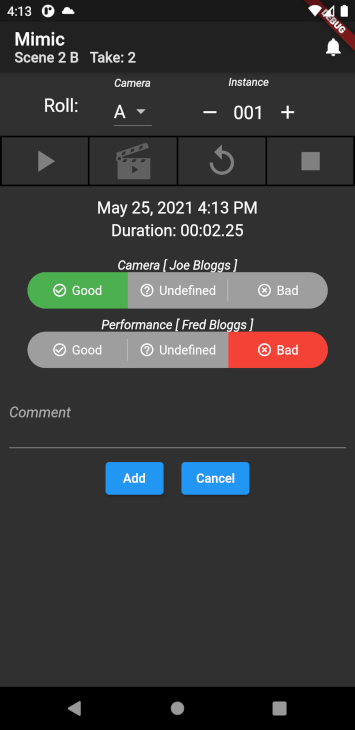 4:13
DEBUG
Mimic
Scene 2 B Take: 2
Camera
Instance
Roll:
A
001
May 25, 2021 4:13 PM
Duration: 00:02.25
Camera [ Joe Bloggs ]
Good
Undefined
Bad
Performance [ Fred Bloggs ]
Good
Undefined
Bad
Comment
Add
Cancel